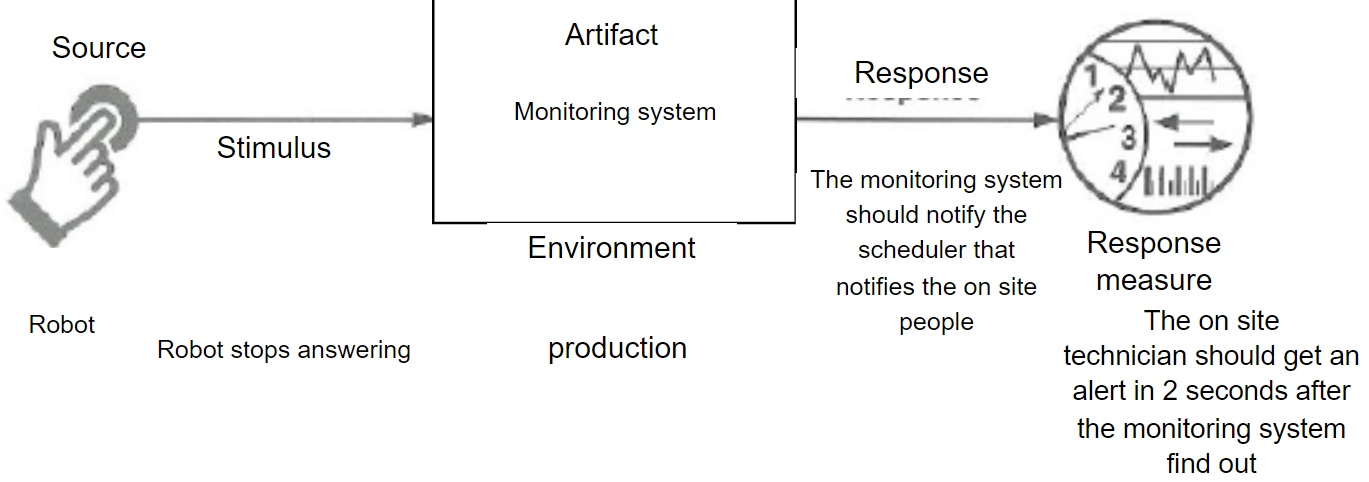 Source
Stimulus
Robot
Robot stops answering
Artifact
Monitoring system
Environment
production
Response
Response
The monitoring system
should notify the
scheduler that
notifies the on site
people
1
2
3
4
Response
measure
The on site
technician should get an
alert in 2 seconds after
the monitoring system
find out